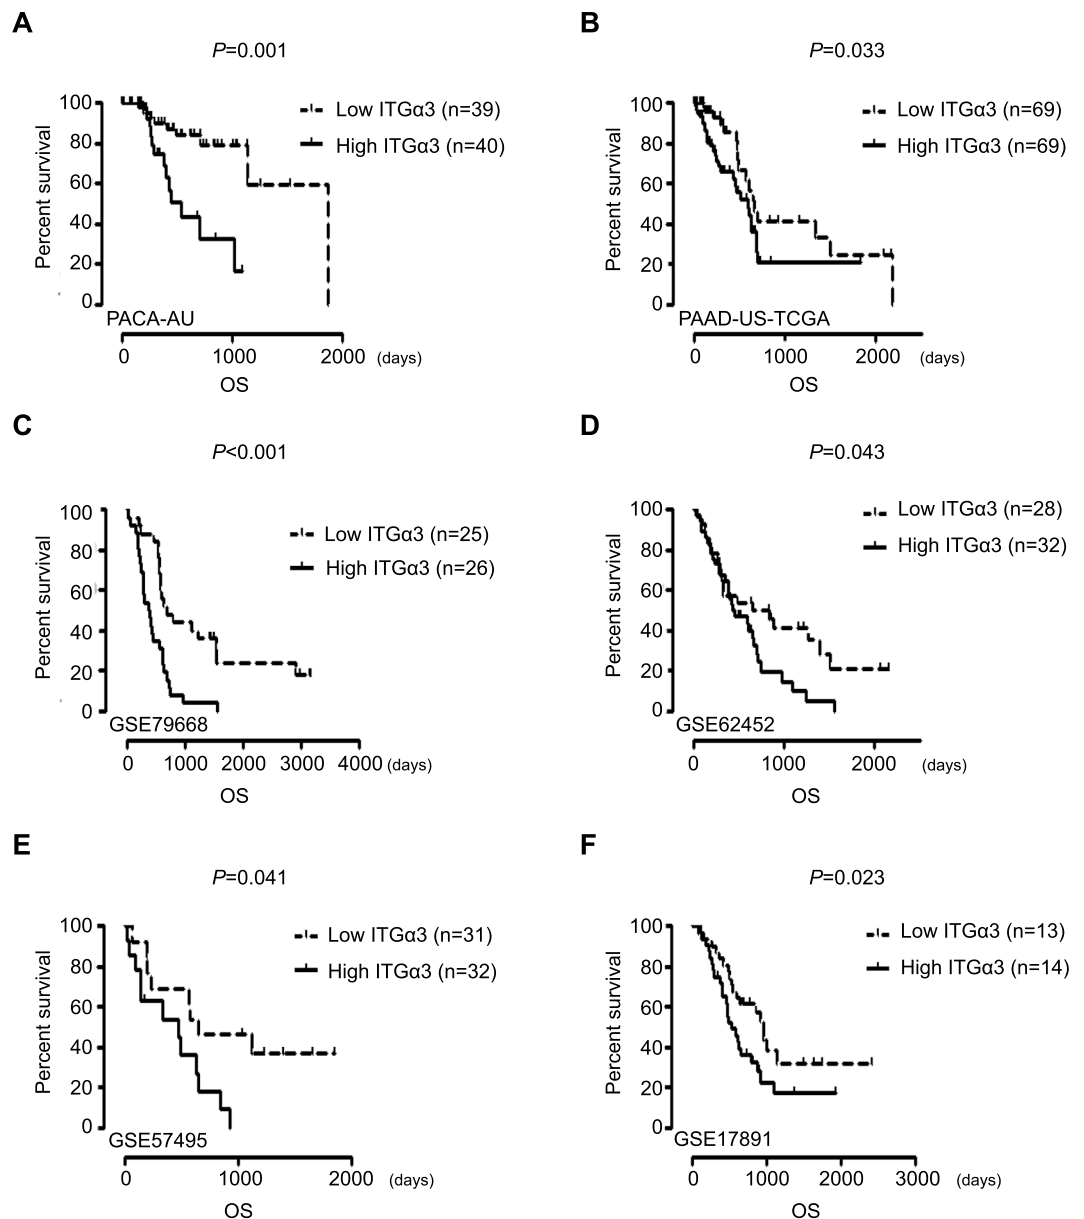 A
P=0.001
Percent survival
100
80
60
40
20
0
Low ITGα3 (n=39)
High ITGα3 (n=40)
PACA-AU
0 1000 2000 (days)
OS
B
P=0.033
Percent survival
100
80
60
40
20
0
Low ITGα3 (n=69)
High ITGα3 (n=69)
PAAD-US-TCGA
0 1000 2000 (days)
OS
C
P<0.001
Percent survival
100
80
60
40
20
0
Low ITGα3 (n=25)
High ITGα3 (n=26)
GSE79668
0 1000 2000 3000 4000 (days)
OS
D
P=0.043
Percent survival
100
80
60
40
20
0
Low ITGα3 (n=28)
High ITGα3 (n=32)
GSE62452
0 1000 2000 (days)
OS
E
P=0.041
Percent survival
100
80
60
40
20
0
Low ITGα3 (n=31)
High ITGα3 (n=32)
GSE57495
0 1000 2000 (days)
OS
F
P=0.023
Percent survival
100
80
60
40
20
0
Low ITGα3 (n=13)
High ITGα3 (n=14)
GSE17891
0 1000 2000 3000 (days)
OS